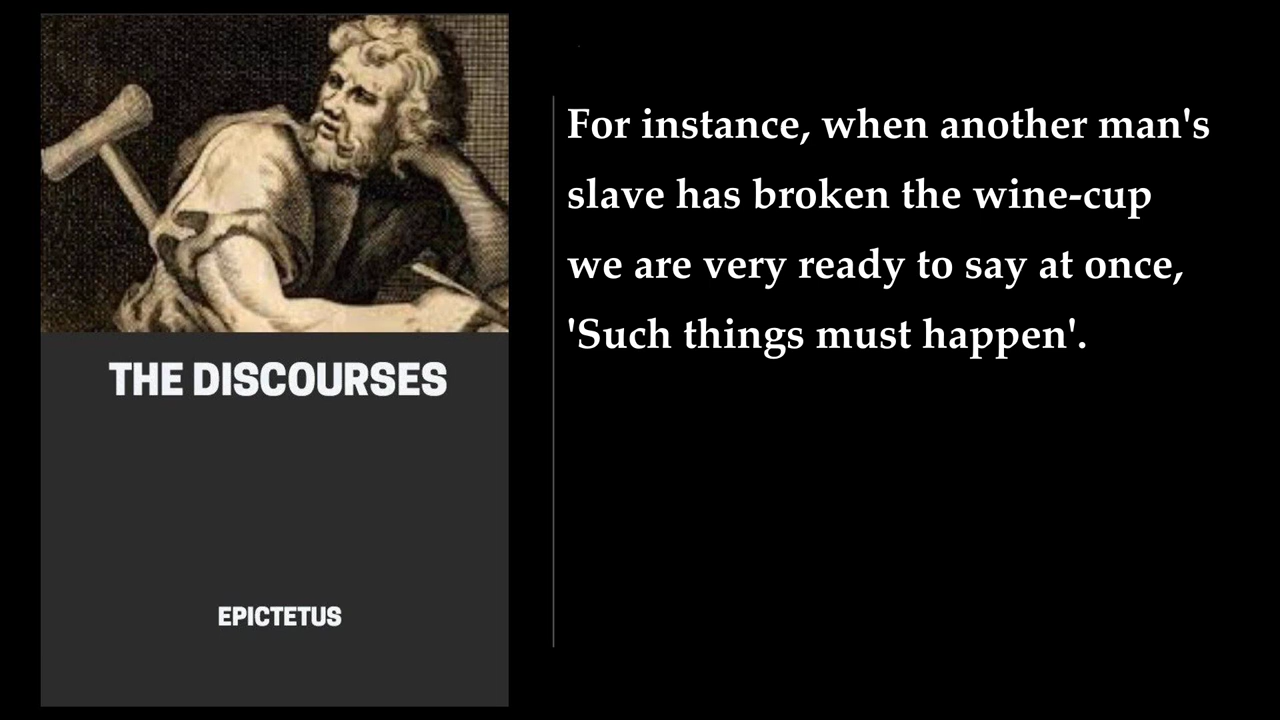 THE DISCOURSES
EPICTETUS
For instance, when another man's
slave has broken the wine-cup
we are very ready to say at once,
'Such things must happen'.